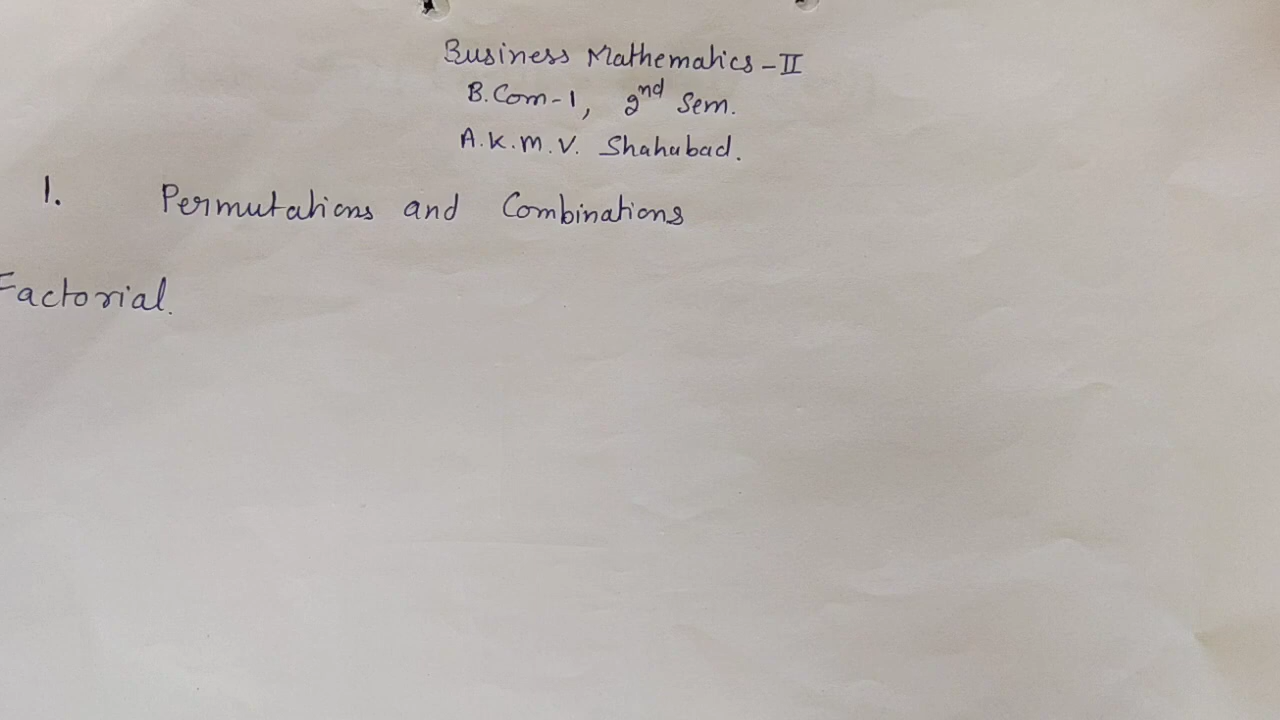 Business Mathematics-II
B.Com-1, 2nd Sem.
A.K.M.V. Shahabad.
1. Permutations and Combinations
Factorial.